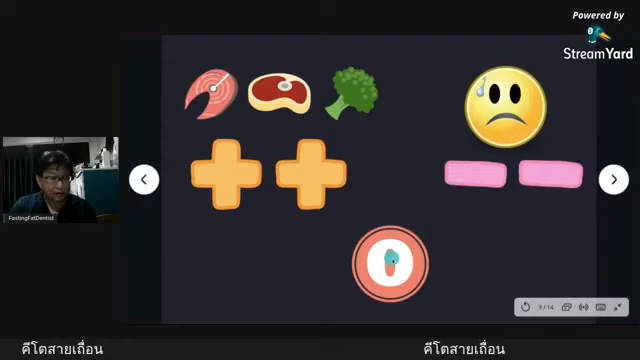 Powered by
StreamYard
FastingFatDentist
9 / 14
คีโตสายเถื่อน
คีโตสายเถื่อน